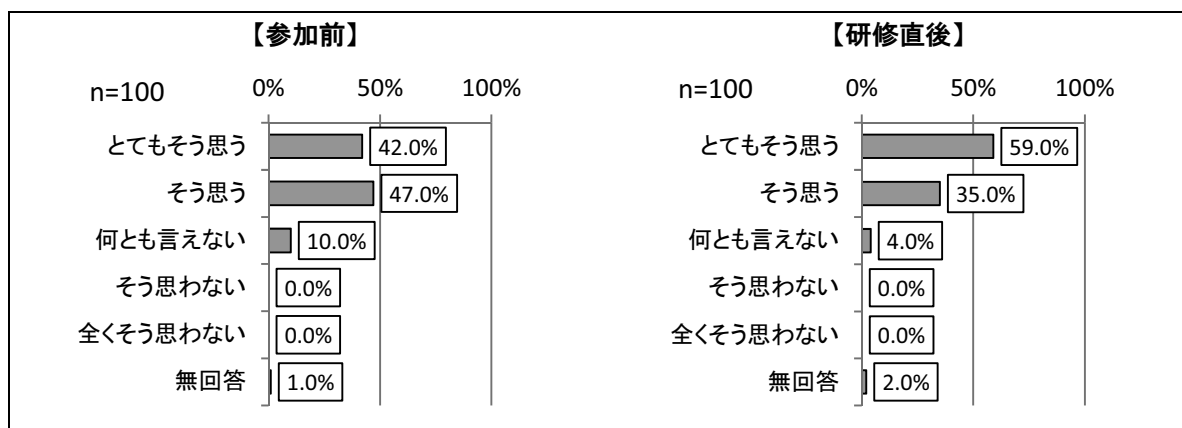 【参加前】
n=100
0% 50% 100%
とてもそう思う 42.0%
そう思う 47.0%
何とも言えない 10.0%
そう思わない 0.0%
全くそう思わない 0.0%
無回答 1.0%
【研修直後】
n=100
0% 50% 100%
とてもそう思う 59.0%
そう思う 35.0%
何とも言えない 4.0%
そう思わない 0.0%
全くそう思わない 0.0%
無回答 2.0%